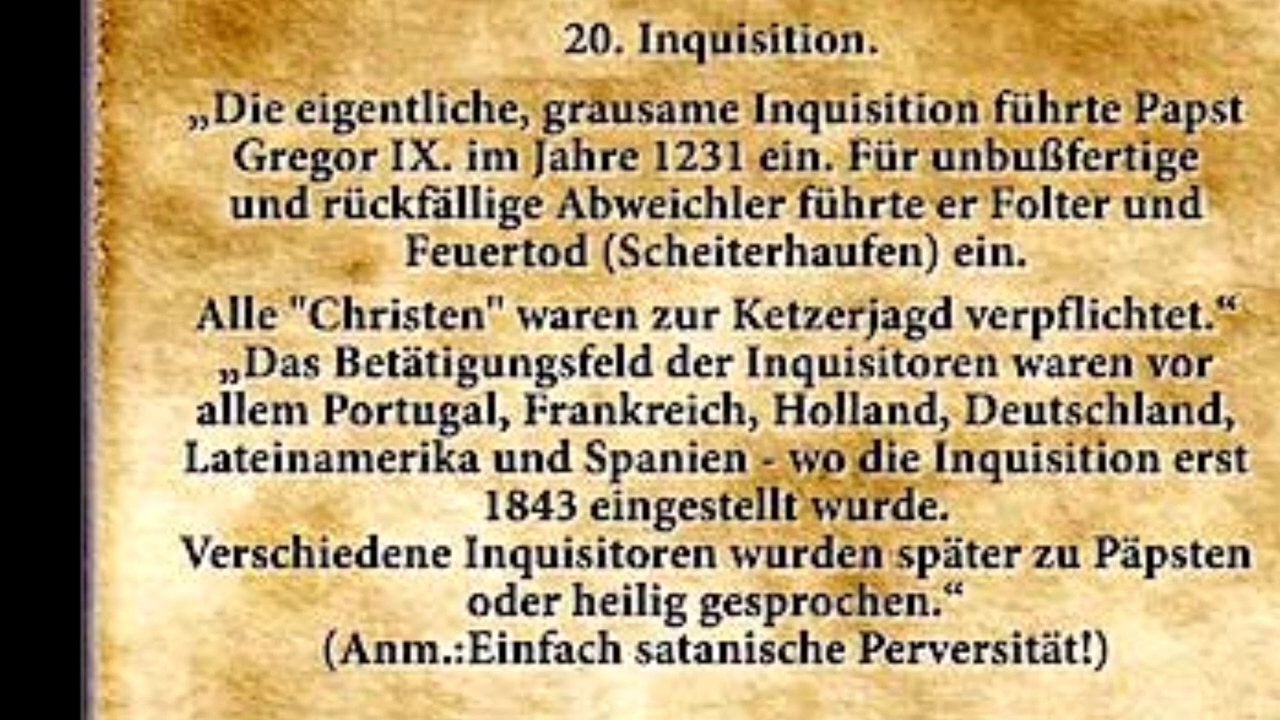 20. Inquisition.
„Die eigentliche, grausame Inquisition führte Papst
Gregor IX. im Jahre 1231 ein. Für unbußfertige
und rückfällige Abweichler führte er Folter und
Feuertod (Scheiterhaufen) ein.
Alle "Christen" waren zur Ketzerjagd verpflichtet.“
„Das Betätigungsfeld der Inquisitoren waren vor
allem Portugal, Frankreich, Holland, Deutschland,
Lateinamerika und Spanien - wo die Inquisition erst
1843 eingestellt wurde.
Verschiedene Inquisitoren wurden später zu Päpsten
oder heilig gesprochen.“
(Anm.:Einfach satanische Perversität!)